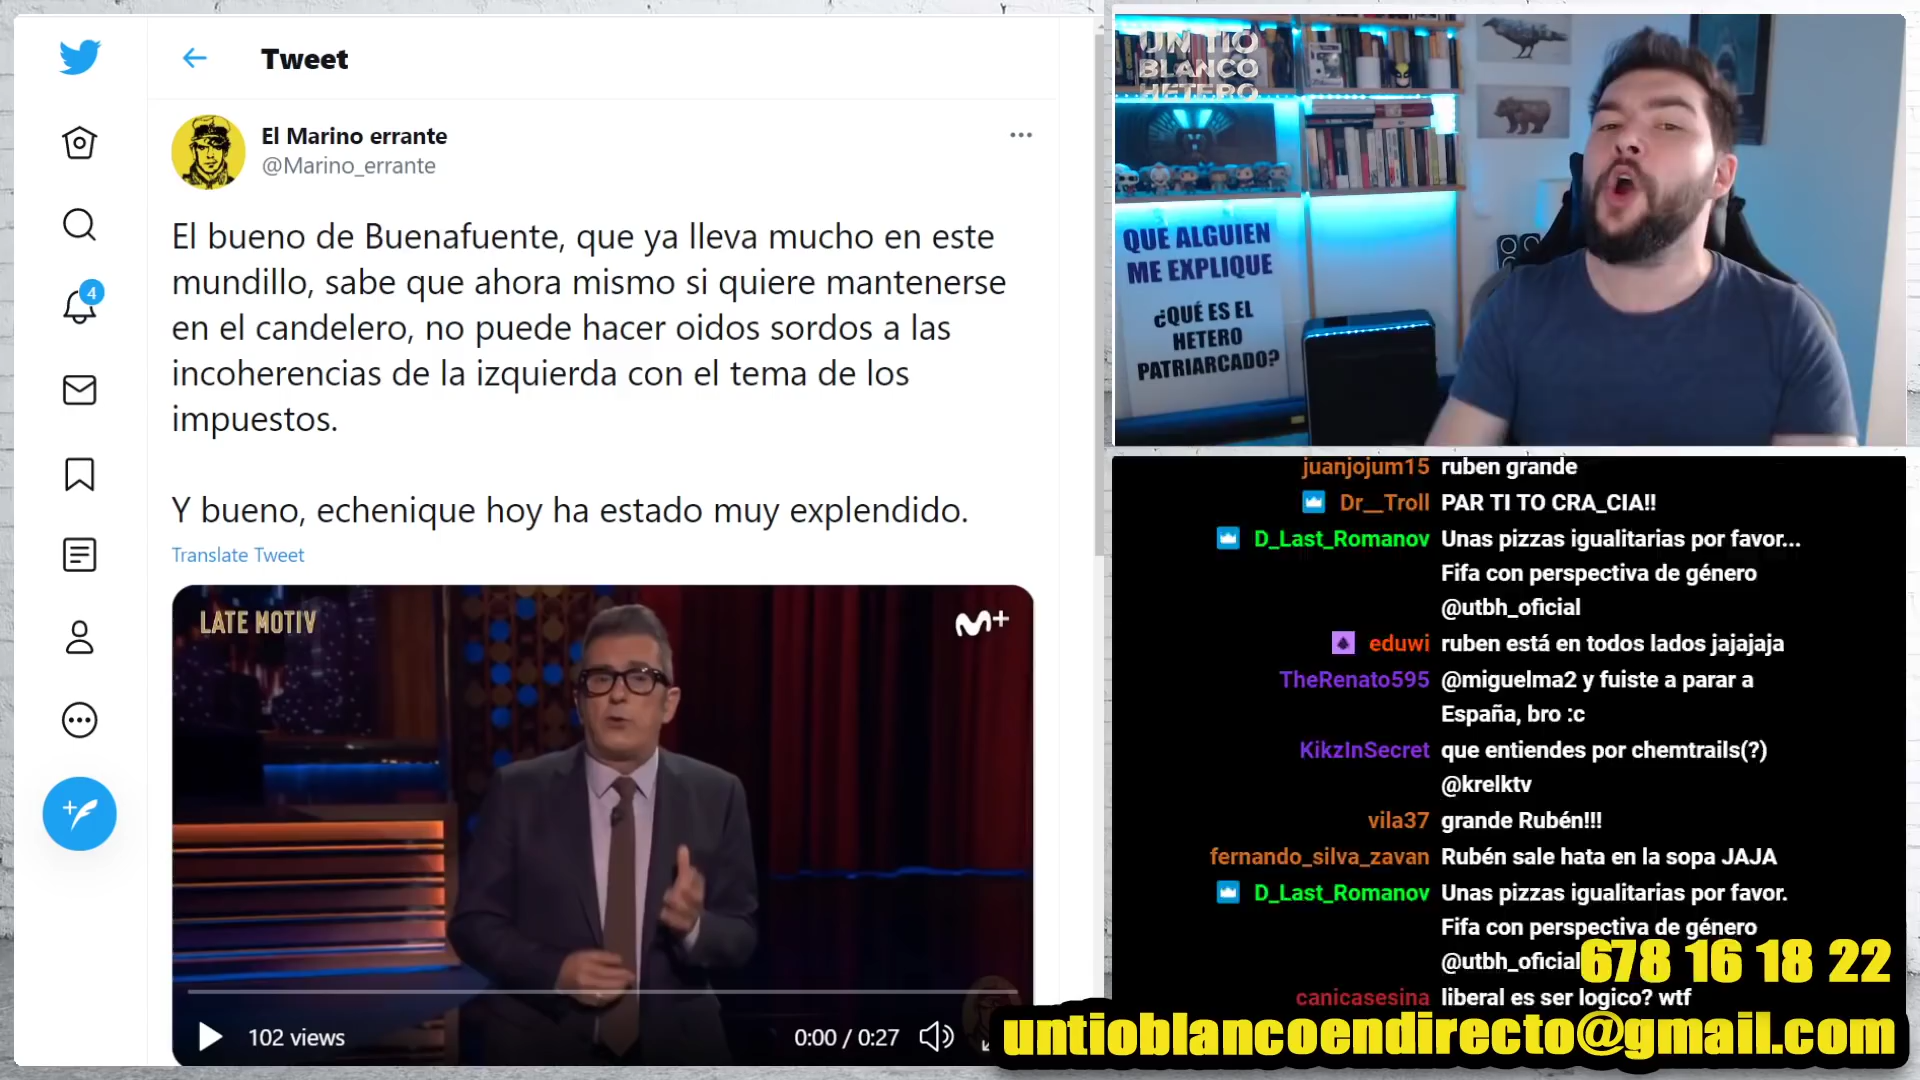 Tweet
El Marino errante
@Marino_errante
El bueno de Buenafuente, que ya lleva mucho en este
mundillo, sabe que ahora mismo si quiere mantenerse
en el candelero, no puede hacer oidos sordos a las
incoherencias de la izquierda con el tema de los
impuestos.
Y bueno, echenique hoy ha estado muy explendido.
Translate Tweet
LATE MOTIV
M+
102 views
0:00 / 0:27
4
UN TIO
BLANCO
HETERO
QUE ALGUIEN
ME EXPLIQUE
¿QUÉ ES EL
HETERO
PATRIARCADO?
juanjojum15 ruben grande
Dr__Troll PAR TI TO CRA_CIA!!
D_Last_Romanov Unas pizzas igualitarias por favor...
Fifa con perspectiva de género
@utbh_oficial
eduwi ruben está en todos lados jajajaja
TheRenato595 @miguelma2 y fuiste a parar a
España, bro :c
KikzInSecret que entiendes por chemtrails(?)
@krelktv
vila37 grande Rubén!!!
fernando_silva_zavan Rubén sale hata en la sopa JAJA
D_Last_Romanov Unas pizzas igualitarias por favor.
Fifa con perspectiva de género
@utbh_oficial
678 16 18 22
canicasesina liberal es ser logico? wtf
untioblancoendirecto@gmail.com